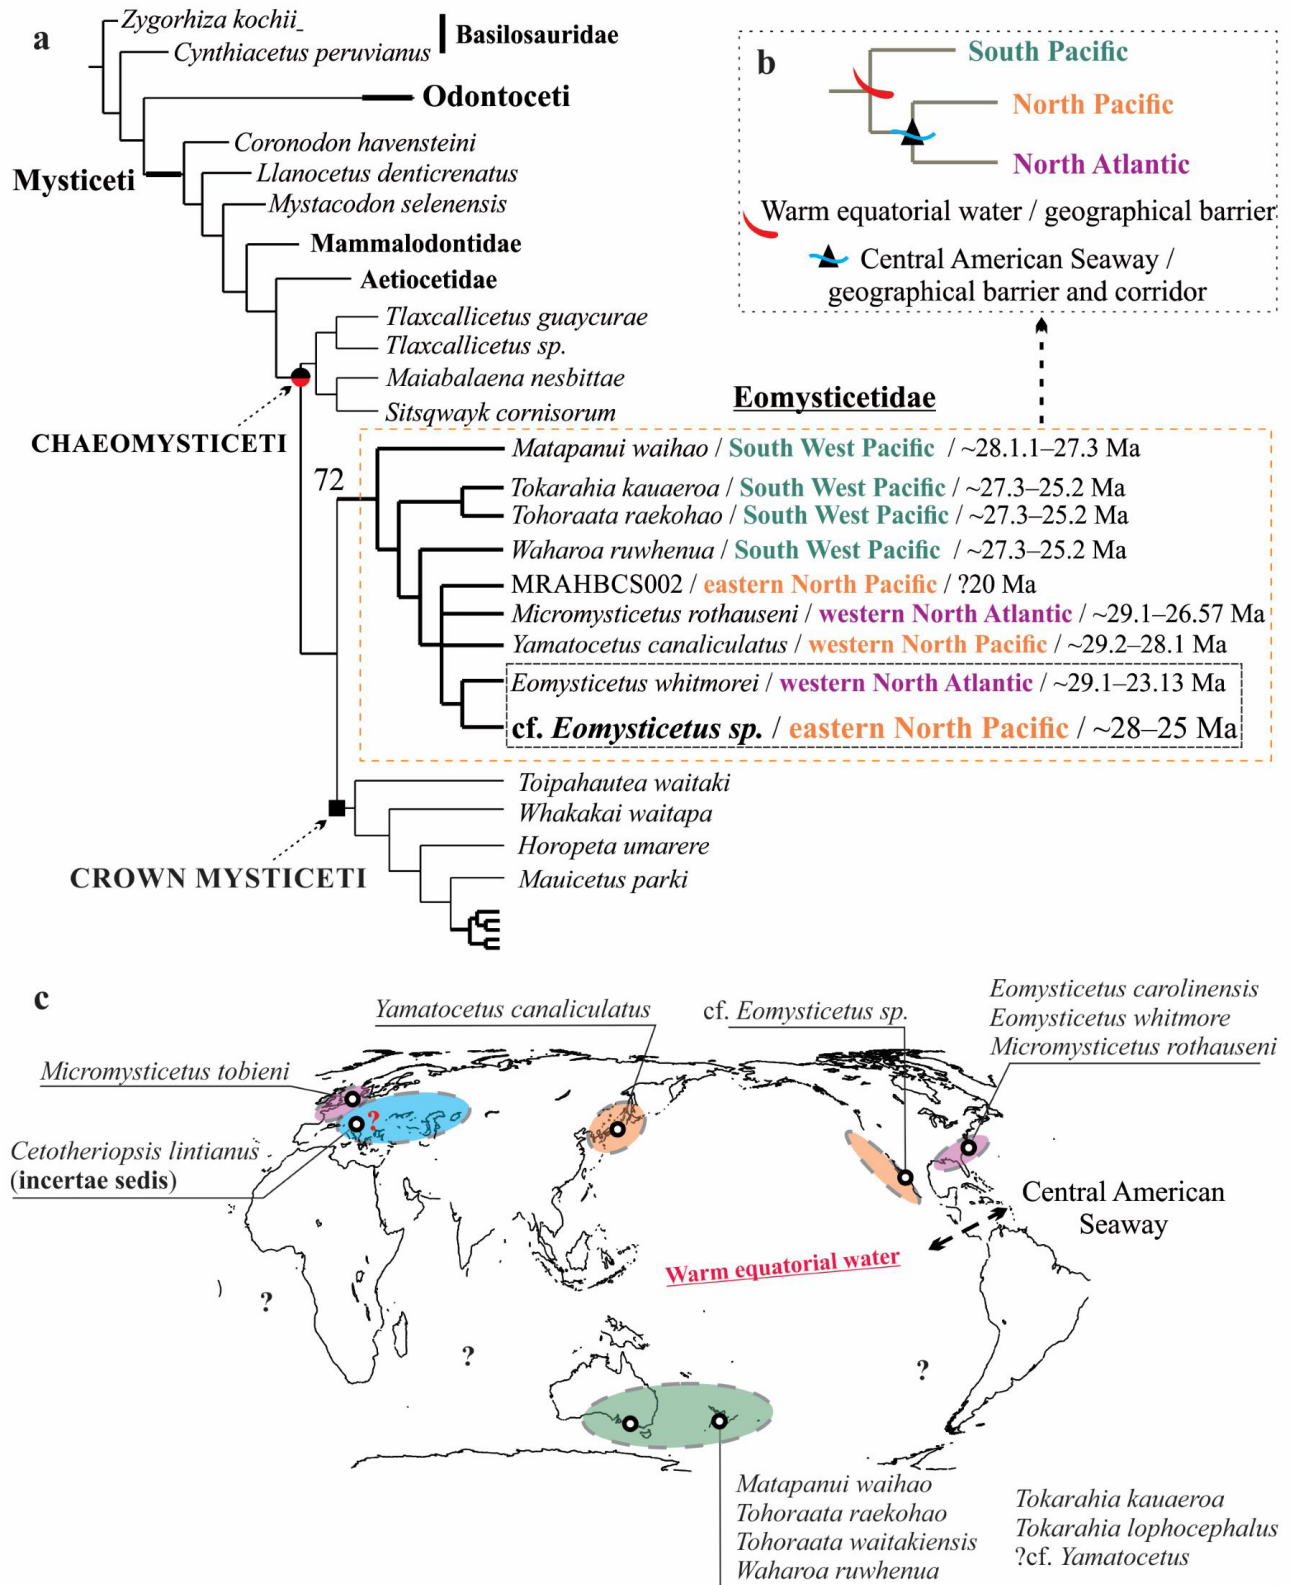 a
Zygorhiza kochii
Cynthiacetus peruvianus
Basilosauridae
Odontoceti
Coronodon havensteini
Mysticeti
Llanocetus denticrenatus
Mystacodon selenensis
Mammalodontidae
Aetiocetidae
Tlaxcallicetus guaycurae
Tlaxcallicetus sp.
Maiabalaena nesbittae
Sitsqwayk cornisorum
CHAEOMYSTICETI
b
South Pacific
North Pacific
North Atlantic
Warm equatorial water / geographical barrier
Central American Seaway /
geographical barrier and corridor
Eomysticetidae
72
Matapanui waihao / South West Pacific / ~28.1.1–27.3 Ma
Tokarahia kauaeroa / South West Pacific / ~27.3–25.2 Ma
Tohoraata raekohao / South West Pacific / ~27.3–25.2 Ma
Waharoa ruwhenua / South West Pacific / ~27.3–25.2 Ma
MRAHBCS002 / eastern North Pacific / ?20 Ma
Micromysticetus rothauseni / western North Atlantic / ~29.1–26.57 Ma
Yamatocetus canaliculatus / western North Pacific / ~29.2–28.1 Ma
Eomysticetus whitmorei / western North Atlantic / ~29.1–23.13 Ma
cf. Eomysticetus sp. / eastern North Pacific / ~28–25 Ma
Toipahautea waitaki
Whakakai waitapa
Horopeta umarere
Mauicetus parki
CROWN MYSTICETI
c
Yamatocetus canaliculatus
cf. Eomysticetus sp.
Eomysticetus carolinensis
Eomysticetus whitmore
Micromysticetus rothauseni
Micromysticetus tobieni
?
Cetotheriopsis lintianus
(incertae sedis)
Central American
Seaway
Warm equatorial water
?
?
?
Matapanui waihao
Tohoraata raekohao
Tohoraata waitakiensis
Waharoa ruwhenua
Tokarahia kauaeroa
Tokarahia lophocephalus
?cf. Yamatocetus